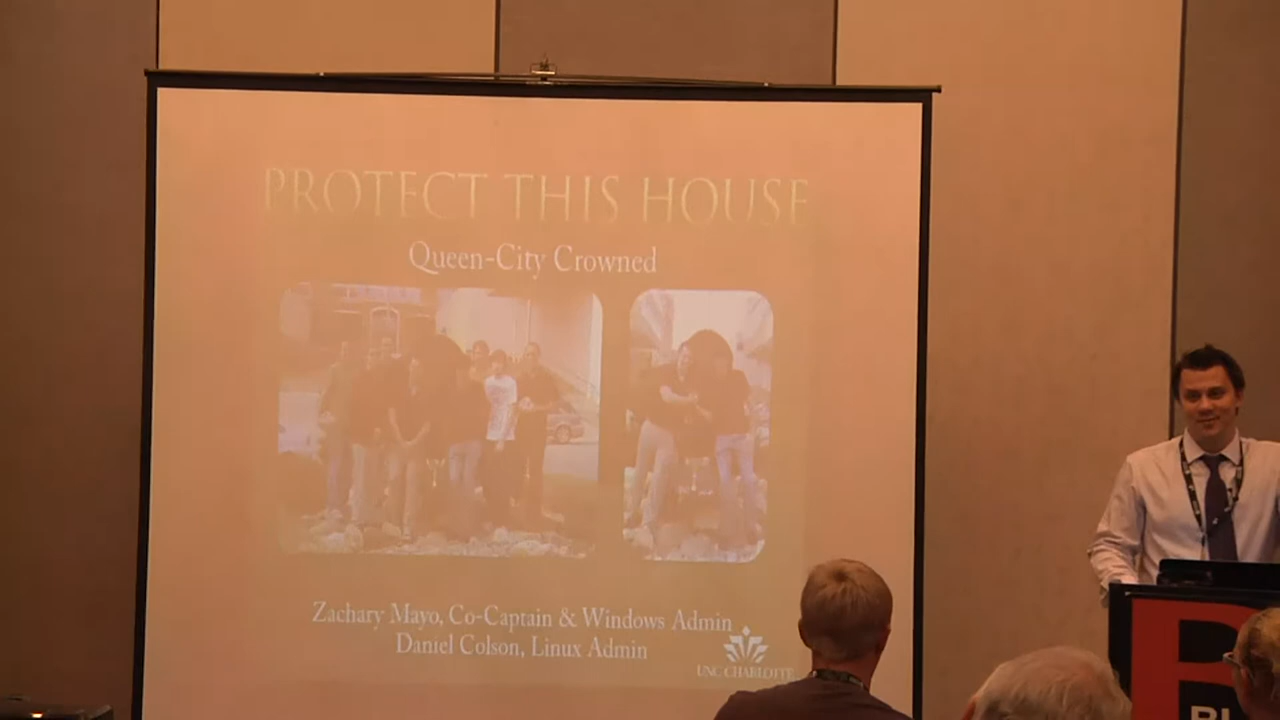 PROTECT THIS HOUSE
Queen-City Crowned
Zachary Mayo, Co-Captain & Windows Admin
Daniel Colson, Linux Admin
UNC CHARLOTTE